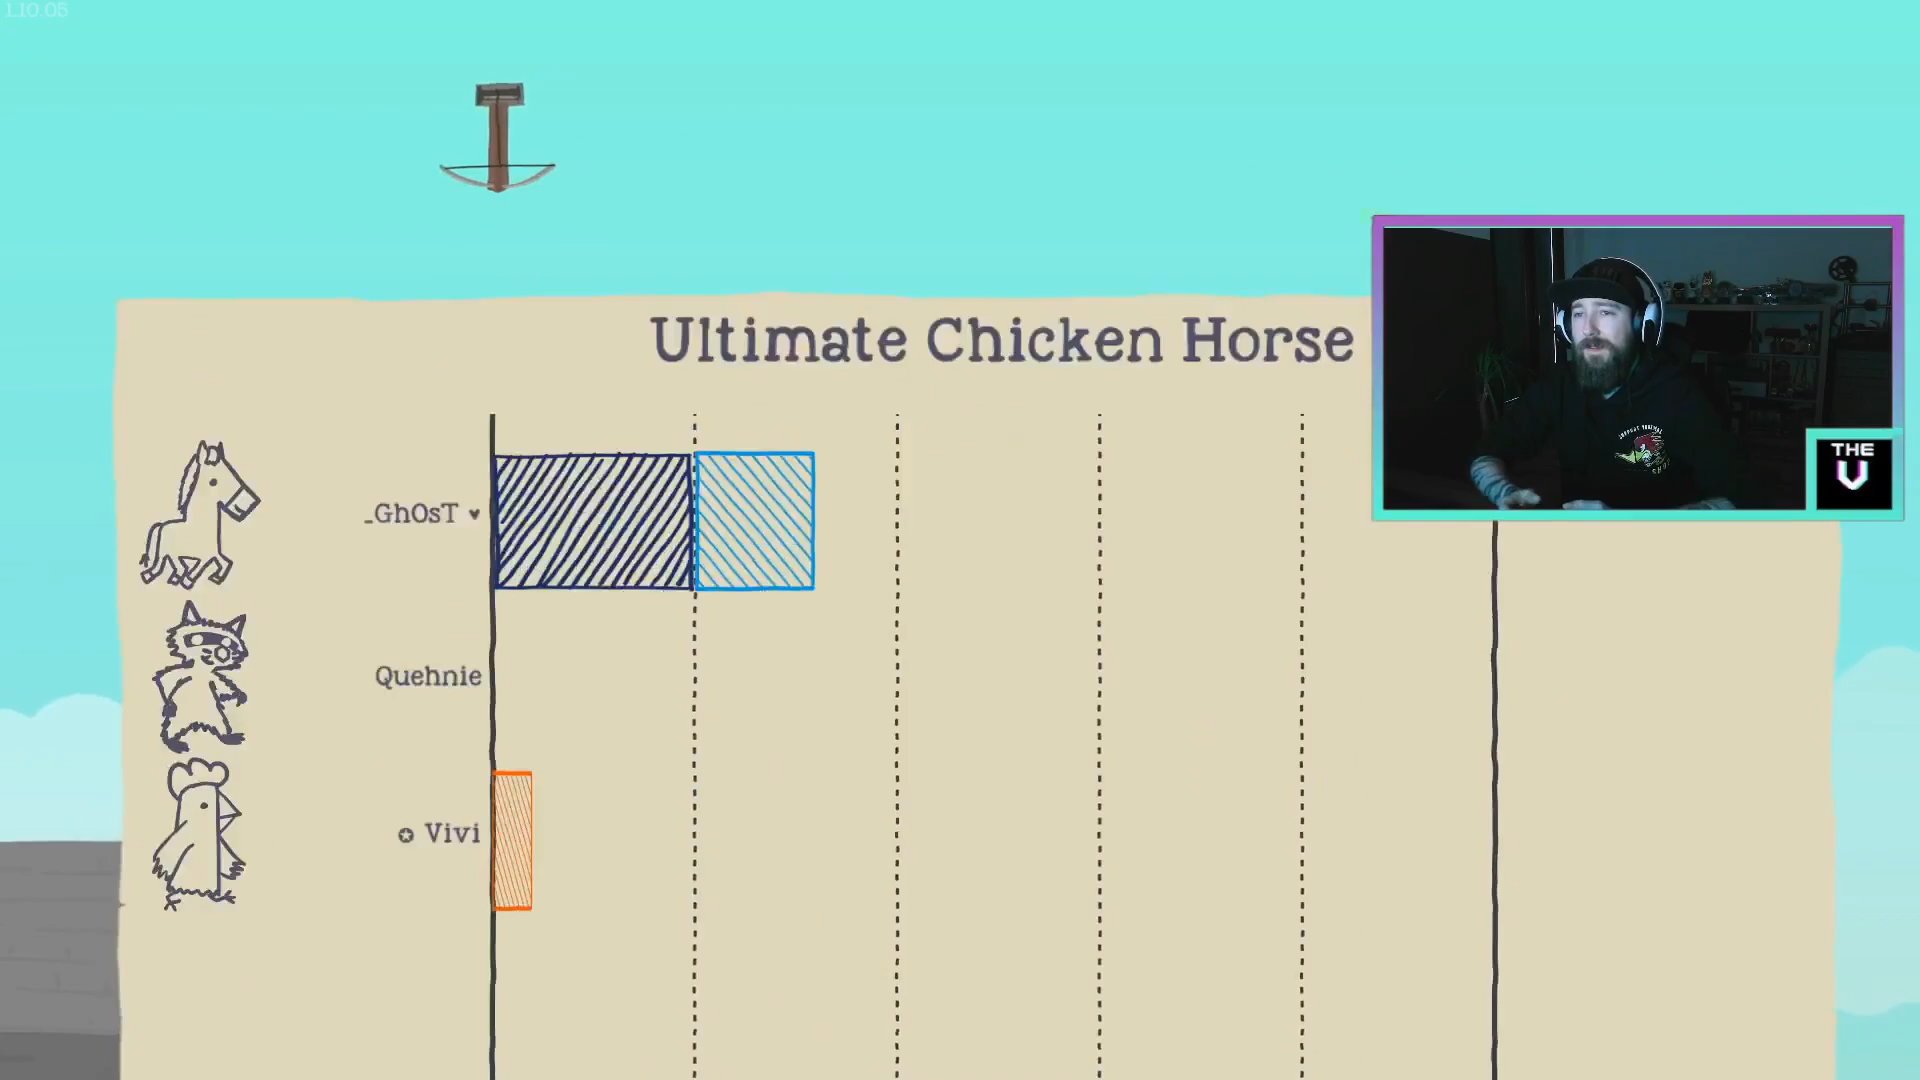 1.10.05
Ultimate Chicken Horse
_GhOsT ♥
Quehnie
✪ Vivi
THE
U